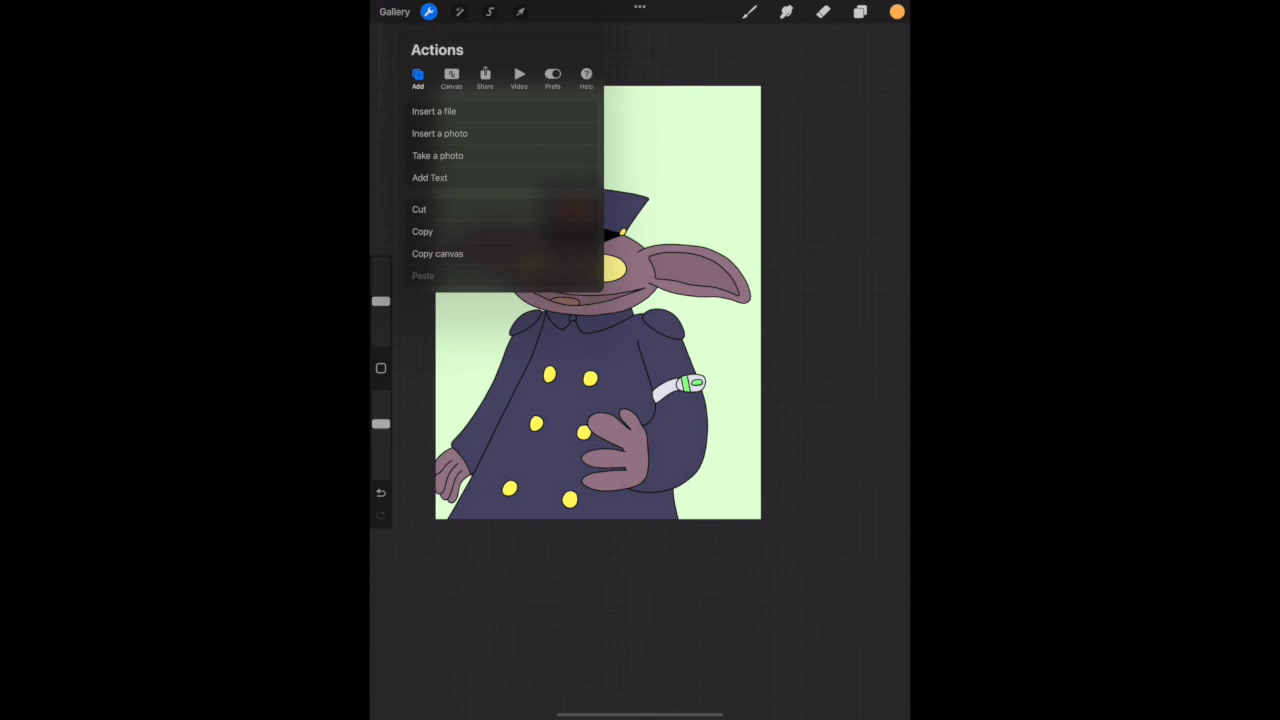 Gallery
Actions
Add Canvas Share Video Prefs Help
Insert a file
Insert a photo
Take a photo
Add Text
Cut
Copy
Copy canvas
Paste